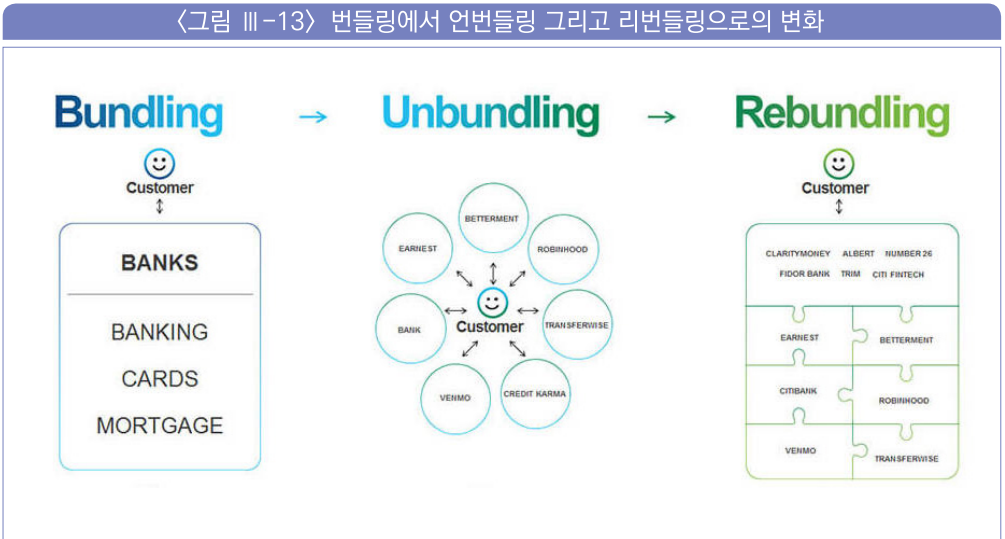 〈그림 Ⅲ-13〉 번들링에서 언번들링 그리고 리번들링으로의 변화
Bundling → Unbundling → Rebundling
Customer
BANKS
BANKING
CARDS
MORTGAGE
BETTERMENT
EARNEST
ROBINHOOD
BANK
Customer
TRANSFERWISE
VENMO
CREDIT KARMA
Customer
CLARITYMONEY ALBERT NUMBER 26
FIDOR BANK TRIM CITI FINTECH
EARNEST
BETTERMENT
CITIBANK
ROBINHOOD
VENMO
TRANSFERWISE